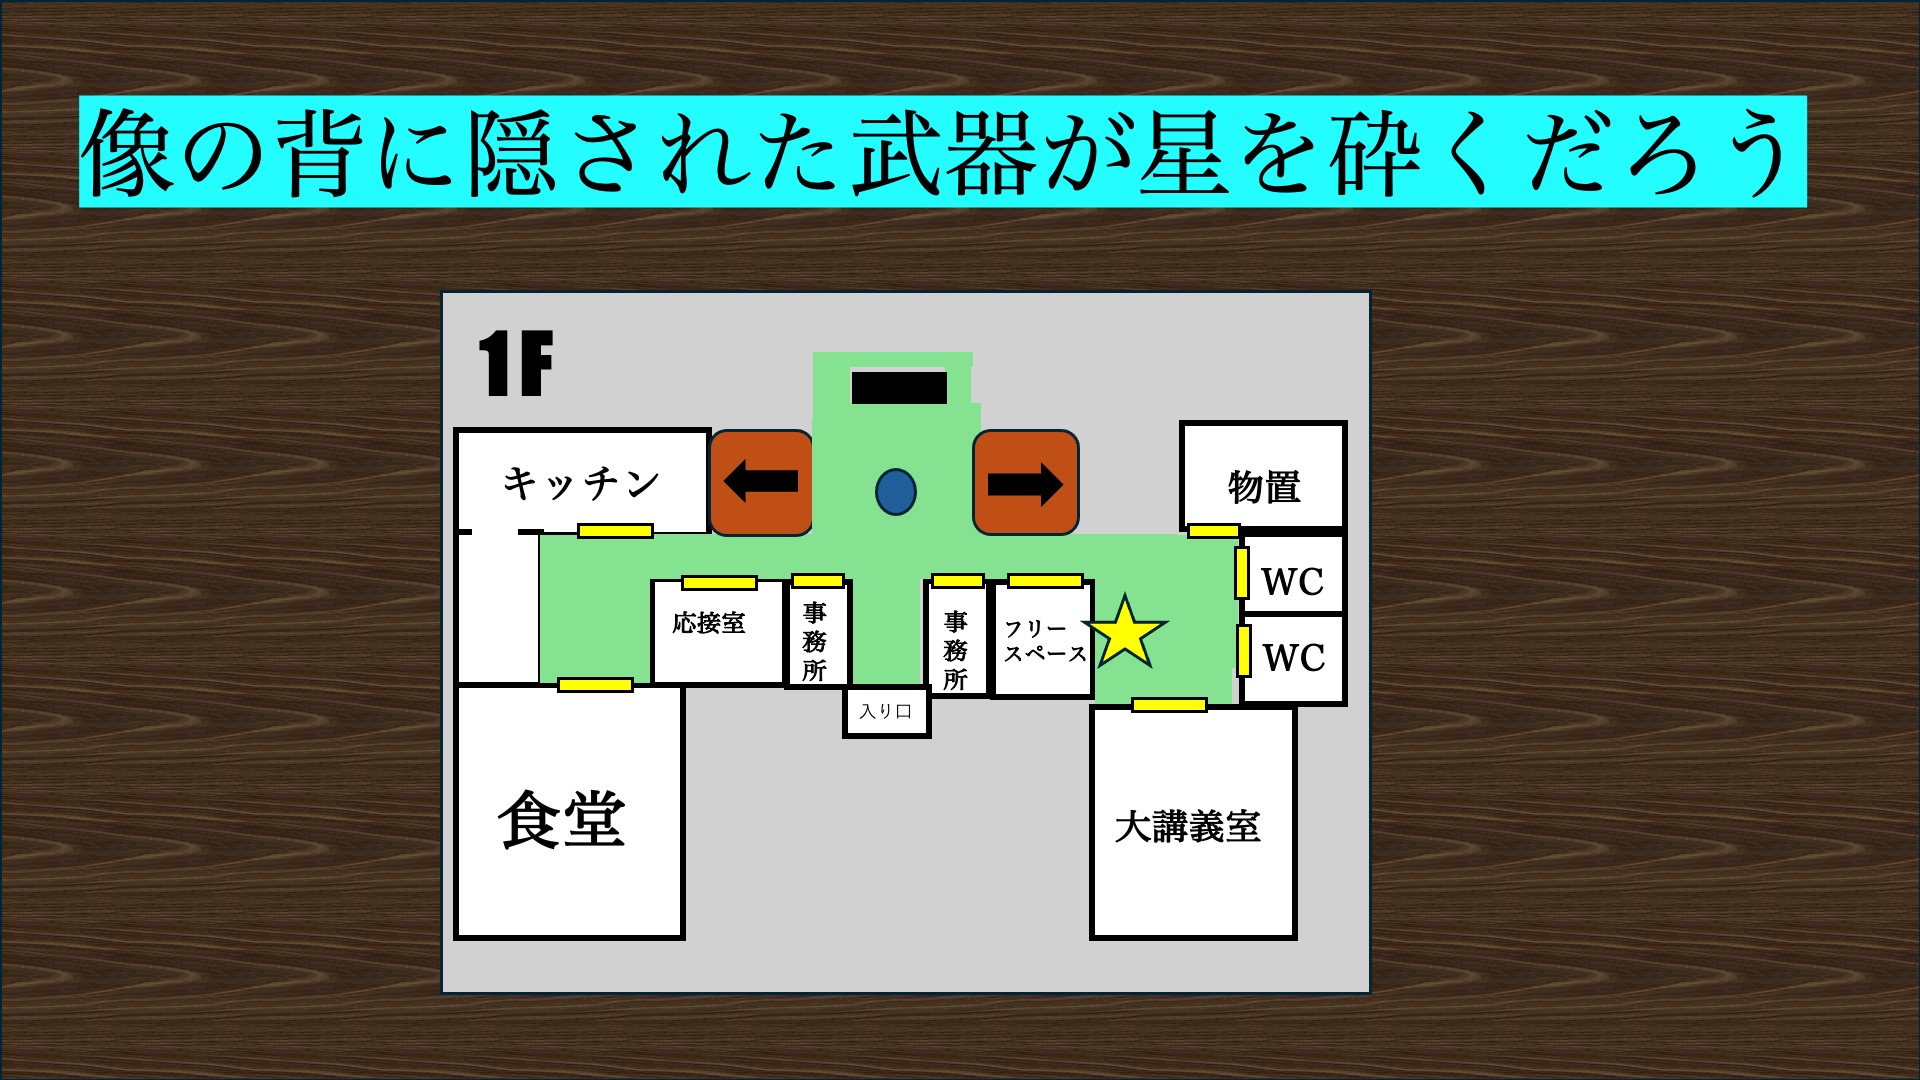 像の背に隠された武器が星を砕くだろう
1F
キッチン
物置
WC
応接室
事務所
事務所
フリー
スペース
WC
入り口
食堂
大講義室